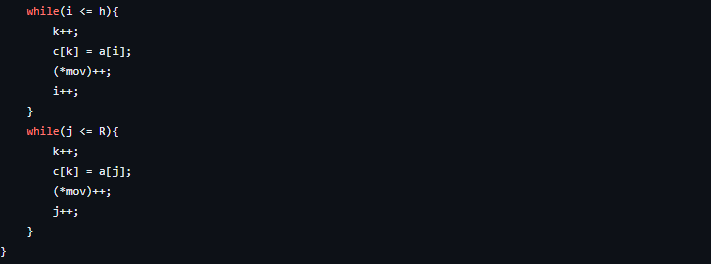 while(i <= h){
k++;
c[k] = a[i];
(*mov)++;
i++;
}
while(j <= R){
k++;
c[k] = a[j];
(*mov)++;
j++;
}
}